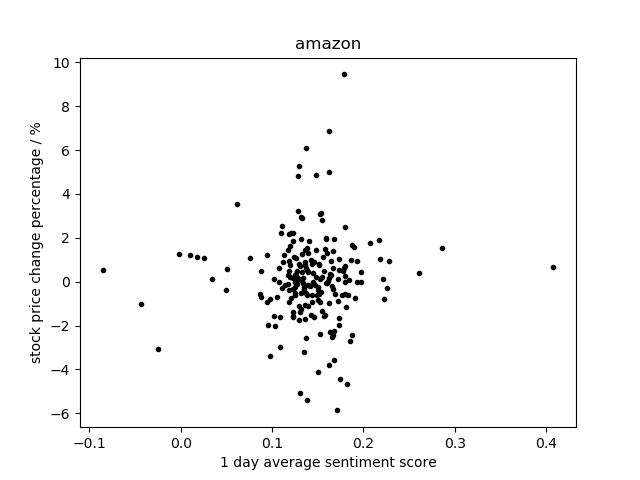 amazon
10
8
6
4
2
0
−2
−4
−6
stock price change percentage / %
−0.1 0.0 0.1 0.2 0.3 0.4
1 day average sentiment score